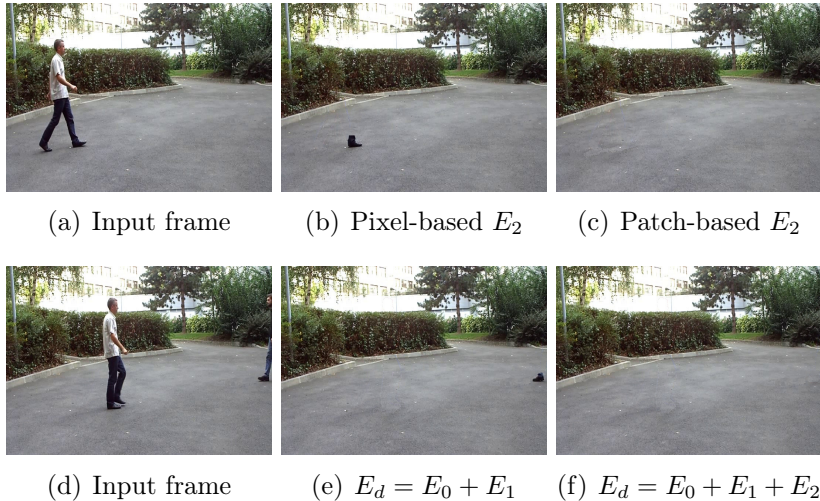 (a) Input frame
(b) Pixel-based $E_2$
(c) Patch-based $E_2$
(d) Input frame
(e) $E_d = E_0 + E_1$
(f) $E_d = E_0 + E_1 + E_2$